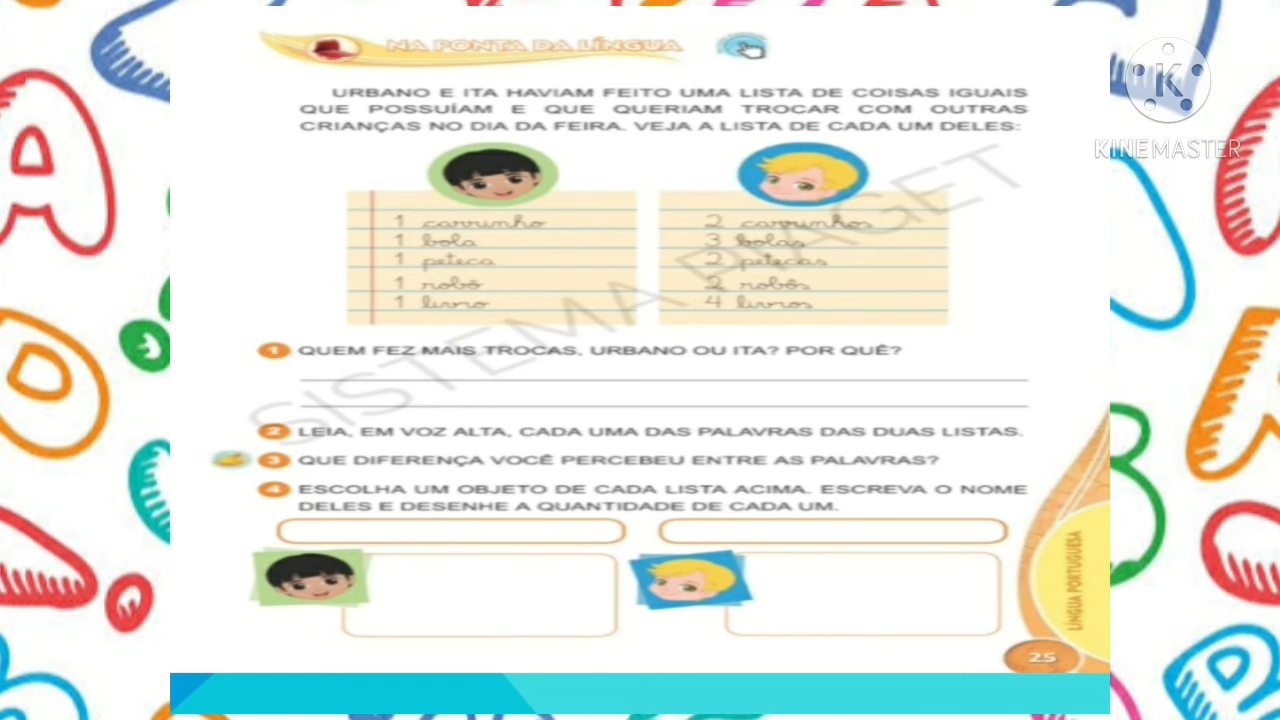 NA PONTA DA LÍNGUA
KINEMASTER
URBANO E ITA HAVIAM FEITO UMA LISTA DE COISAS IGUAIS
QUE POSSUÍAM E QUE QUERIAM TROCAR COM OUTRAS
CRIANÇAS NO DIA DA FEIRA. VEJA A LISTA DE CADA UM DELES:
1 carrinho
1 bola
1 peteca
1 robô
1 livro
2 carrinhos
3 bolas
2 petecas
2 robôs
4 livros
SISTEMA PIAGET
1 QUEM FEZ MAIS TROCAS, URBANO OU ITA? POR QUÊ?
2 LEIA, EM VOZ ALTA, CADA UMA DAS PALAVRAS DAS DUAS LISTAS.
3 QUE DIFERENÇA VOCÊ PERCEBEU ENTRE AS PALAVRAS?
4 ESCOLHA UM OBJETO DE CADA LISTA ACIMA. ESCREVA O NOME
DELES E DESENHE A QUANTIDADE DE CADA UM.
LÍNGUA PORTUGUESA
25